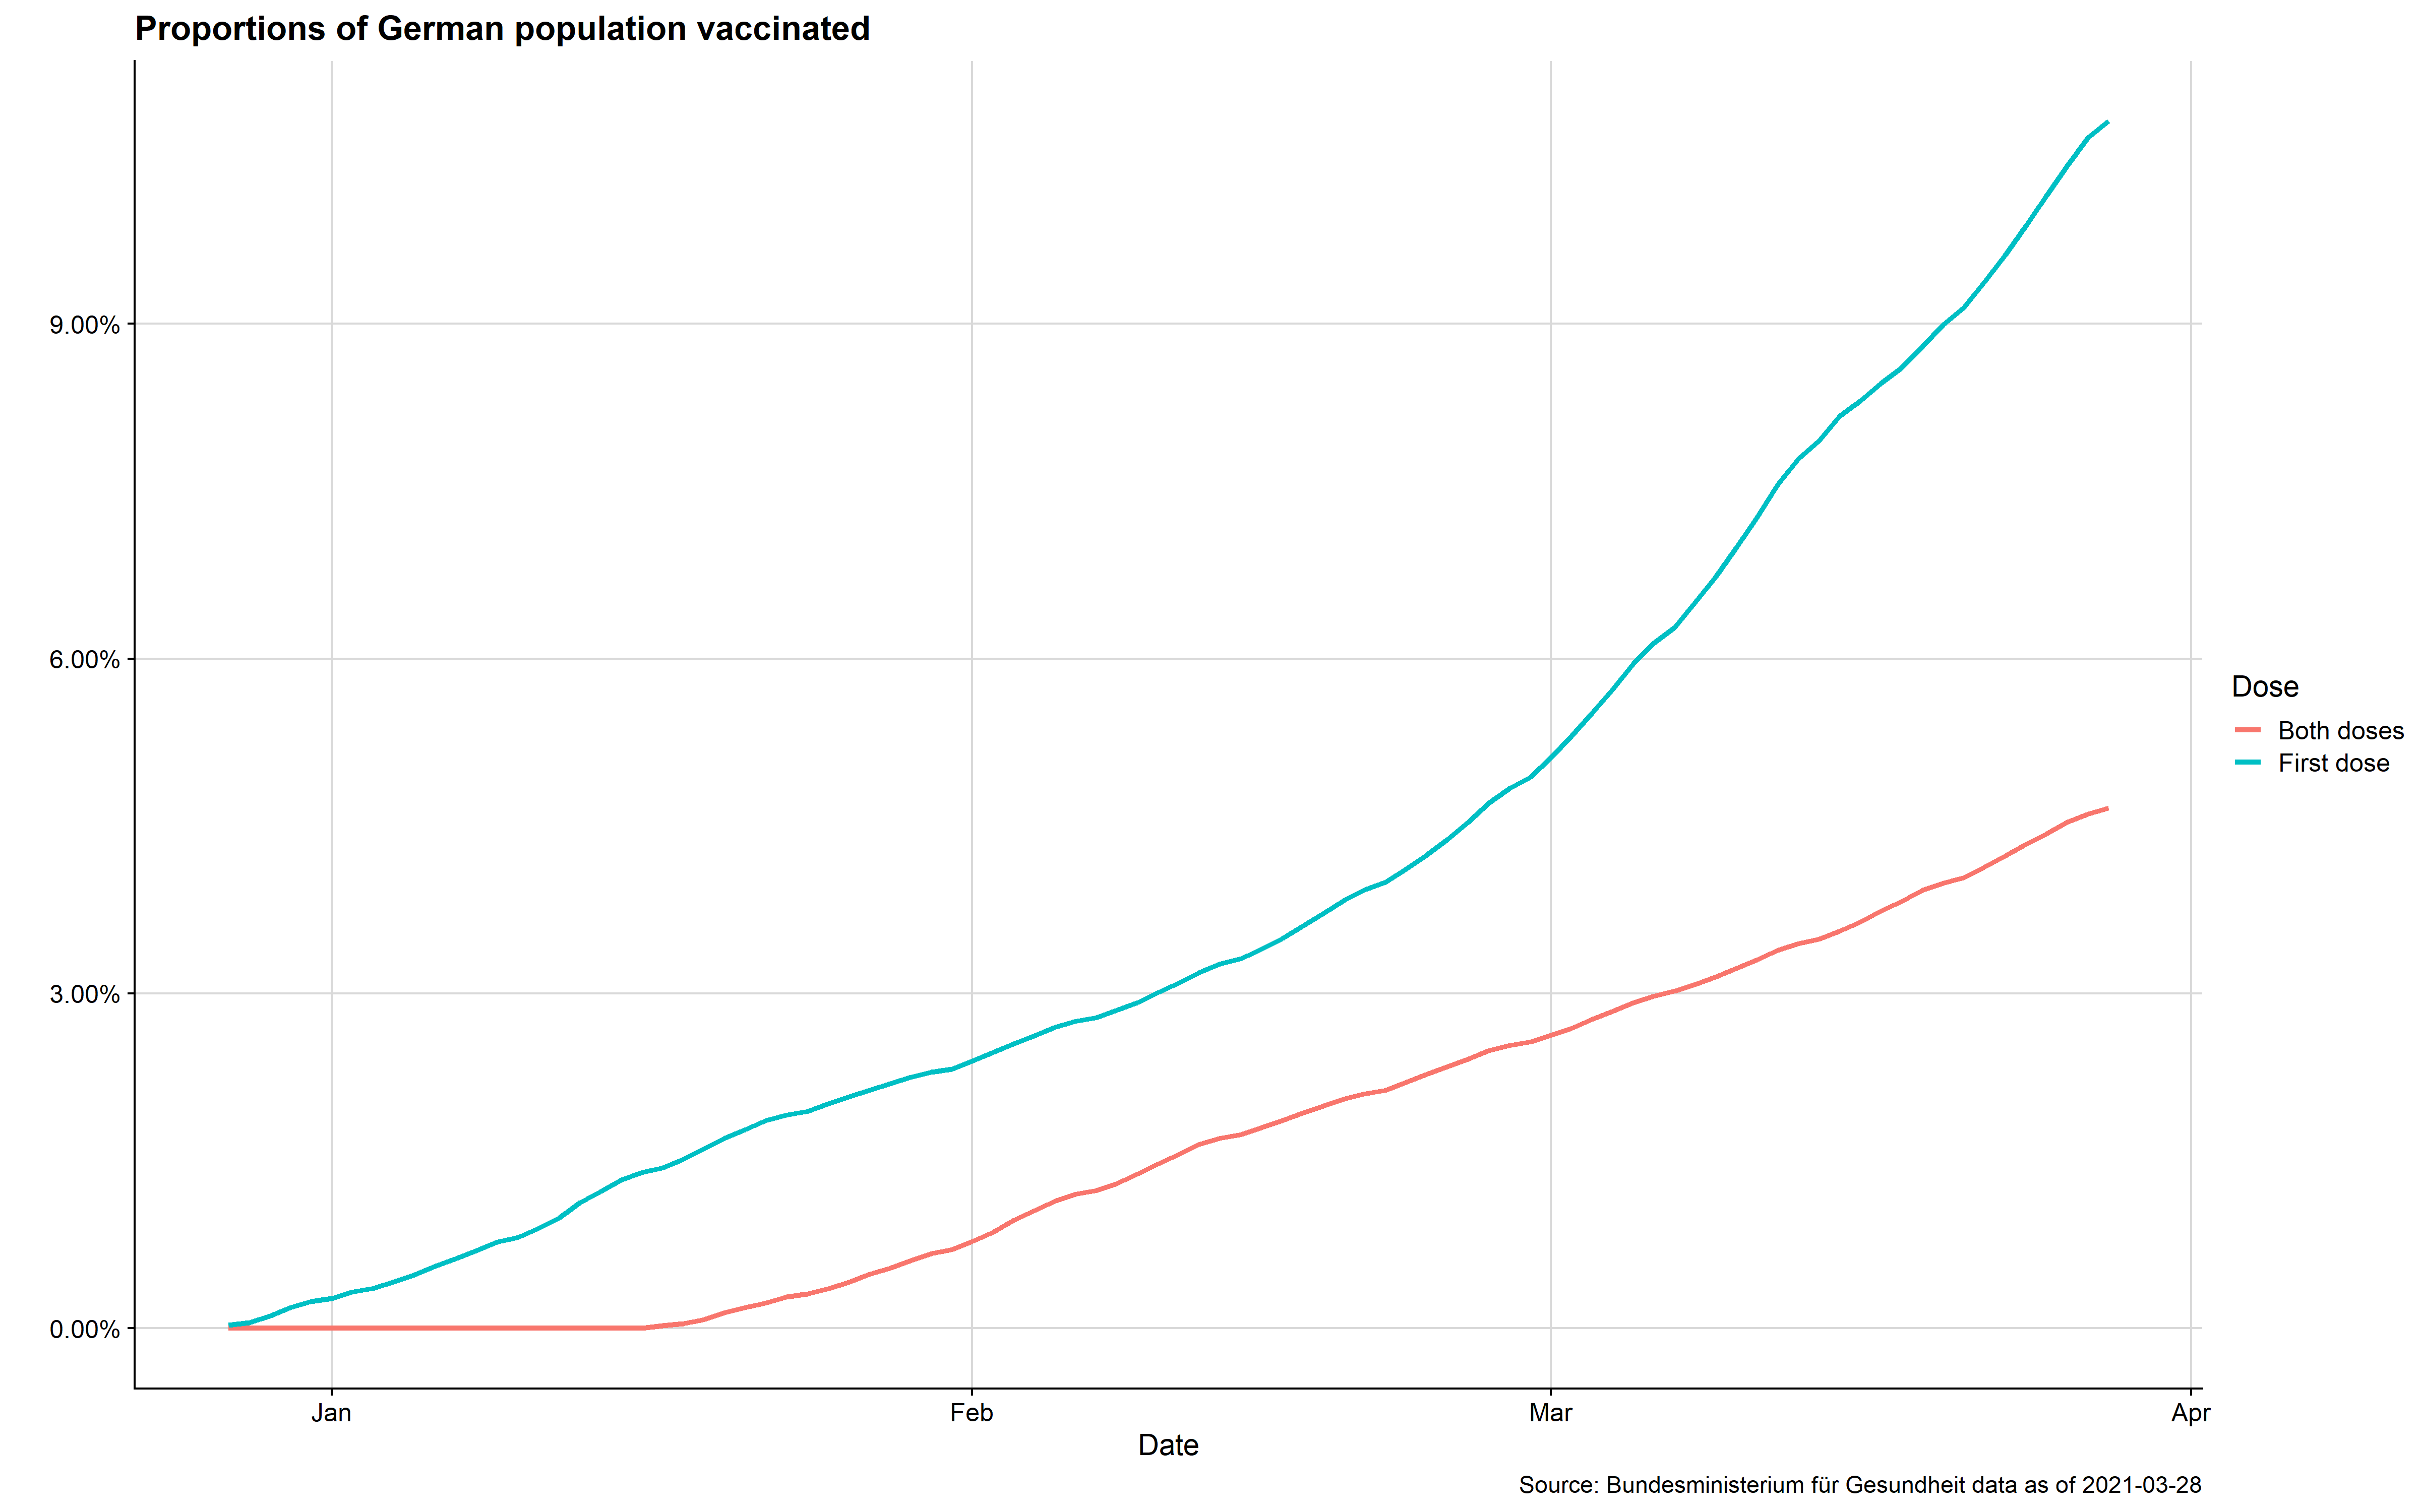 Proportions of German population vaccinated
9.00%
6.00%
3.00%
0.00%
Jan
Feb
Mar
Apr
Date
Dose
Both doses
First dose
Source: Bundesministerium für Gesundheit data as of 2021-03-28